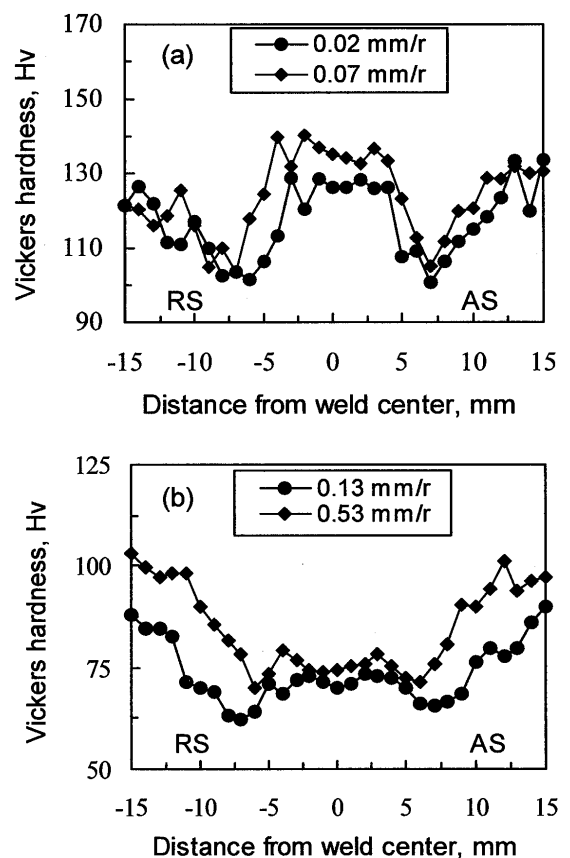 170
(a)
0.02 mm/r
0.07 mm/r
150
130
110
90
Vickers hardness, Hv
RS
AS
-15 -10 -5 0 5 10 15
Distance from weld center, mm
125
(b)
0.13 mm/r
0.53 mm/r
100
75
50
Vickers hardness, Hv
RS
AS
-15 -10 -5 0 5 10 15
Distance from weld center, mm